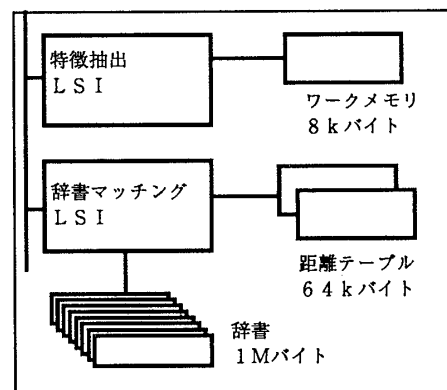 特徴抽出
ＬＳＩ
ワークメモリ
８ｋバイト
辞書マッチング
ＬＳＩ
距離テーブル
６４ｋバイト
辞書
１Ｍバイト